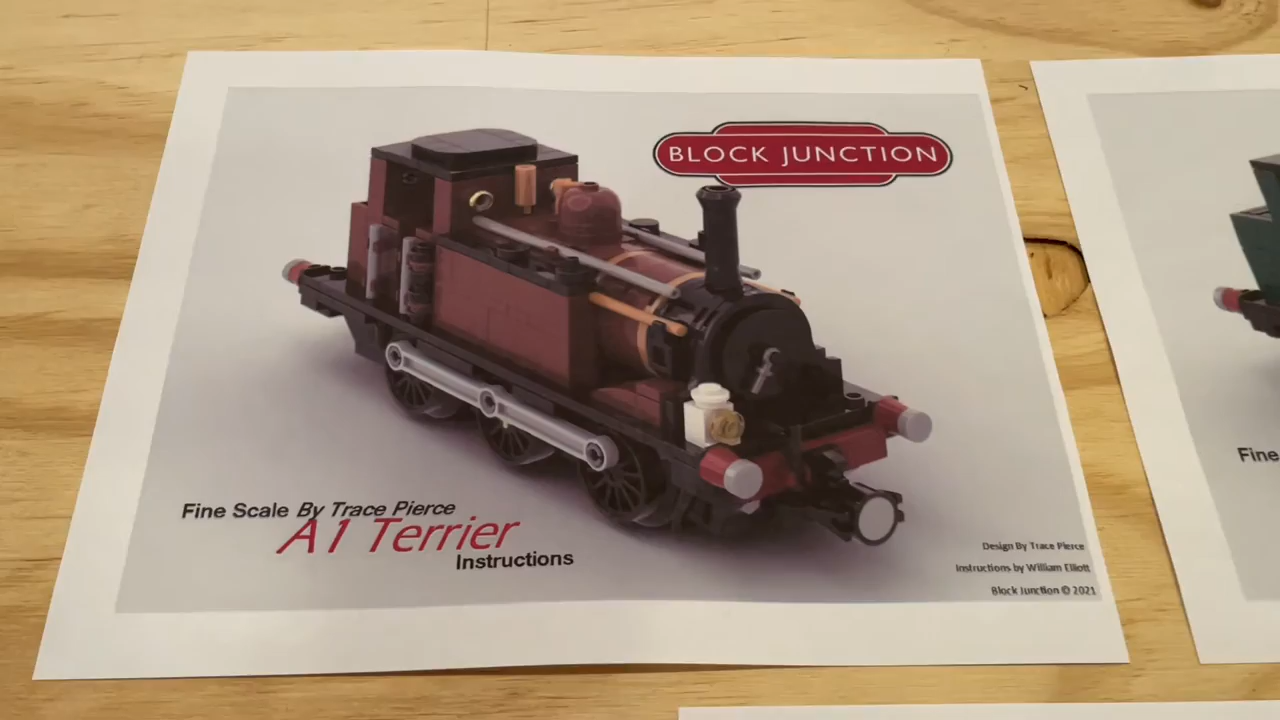 BLOCK JUNCTION
Fine Scale By Trace Pierce
A1 Terrier
Instructions
Design By Trace Pierce
Instructions by William Elliott
Block Junction © 2021
Fine